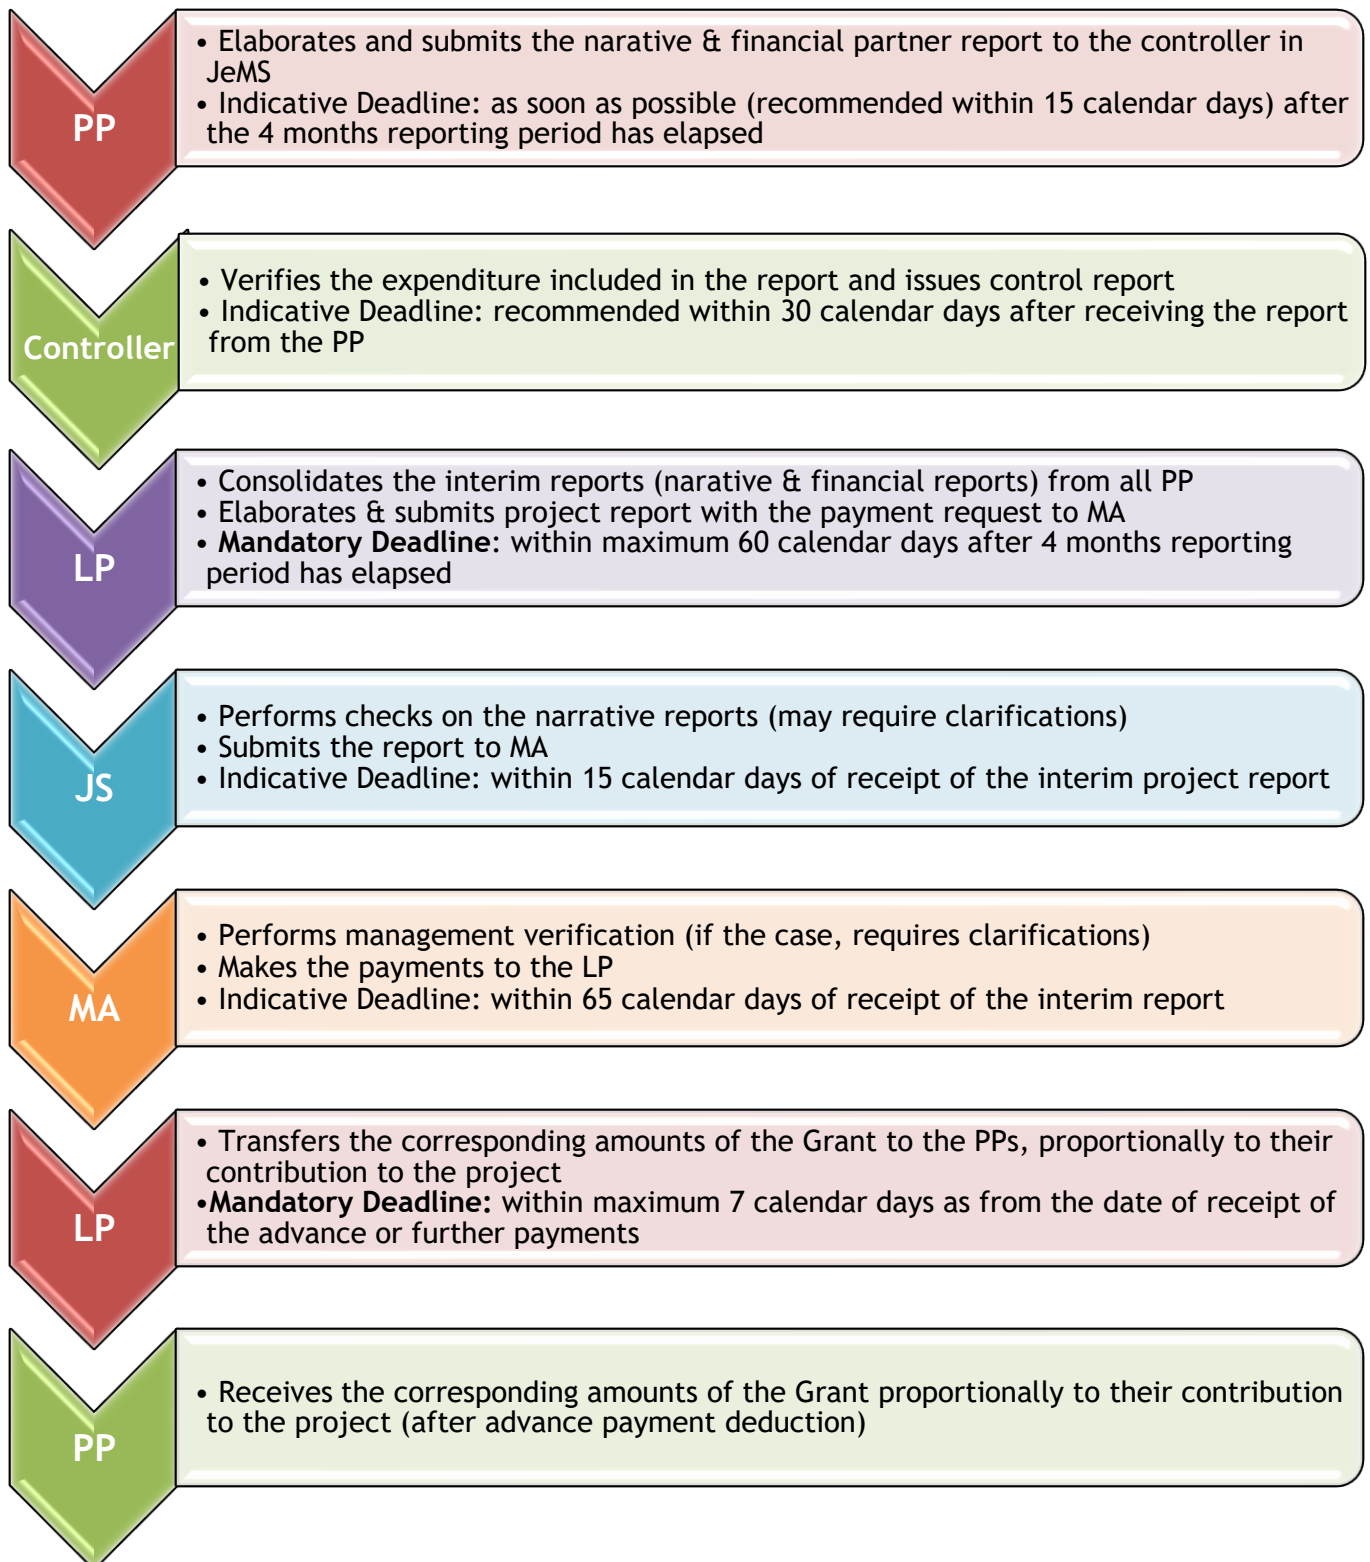 PP
• Elaborates and submits the narative & financial partner report to the controller in
JeMS
• Indicative Deadline: as soon as possible (recommended within 15 calendar days) after
the 4 months reporting period has elapsed
Controller
• Verifies the expenditure included in the report and issues control report
• Indicative Deadline: recommended within 30 calendar days after receiving the report
from the PP
LP
• Consolidates the interim reports (narative & financial reports) from all PP
• Elaborates & submits project report with the payment request to MA
• Mandatory Deadline: within maximum 60 calendar days after 4 months reporting
period has elapsed
JS
• Performs checks on the narrative reports (may require clarifications)
• Submits the report to MA
• Indicative Deadline: within 15 calendar days of receipt of the interim project report
MA
• Performs management verification (if the case, requires clarifications)
• Makes the payments to the LP
• Indicative Deadline: within 65 calendar days of receipt of the interim report
LP
• Transfers the corresponding amounts of the Grant to the PPs, proportionally to their
contribution to the project
•Mandatory Deadline: within maximum 7 calendar days as from the date of receipt of
the advance or further payments
PP
• Receives the corresponding amounts of the Grant proportionally to their contribution
to the project (after advance payment deduction)